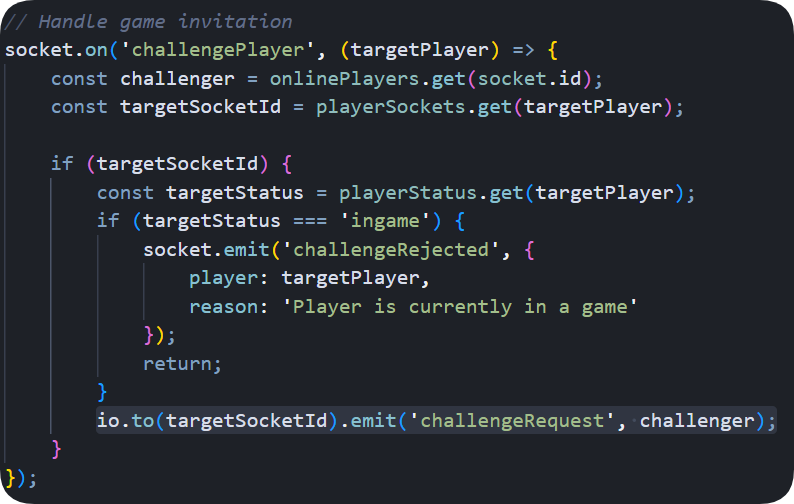 // Handle game invitation
socket.on('challengePlayer', (targetPlayer) => {
    const challenger = onlinePlayers.get(socket.id);
    const targetSocketId = playerSockets.get(targetPlayer);

    if (targetSocketId) {
        const targetStatus = playerStatus.get(targetPlayer);
        if (targetStatus === 'ingame') {
            socket.emit('challengeRejected', {
                player: targetPlayer,
                reason: 'Player is currently in a game'
            });
            return;
        }
        io.to(targetSocketId).emit('challengeRequest', challenger);
    }
});